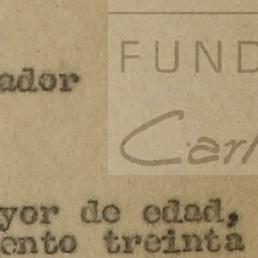 FUND
ador
Carl
yor de edad,
ento treinta